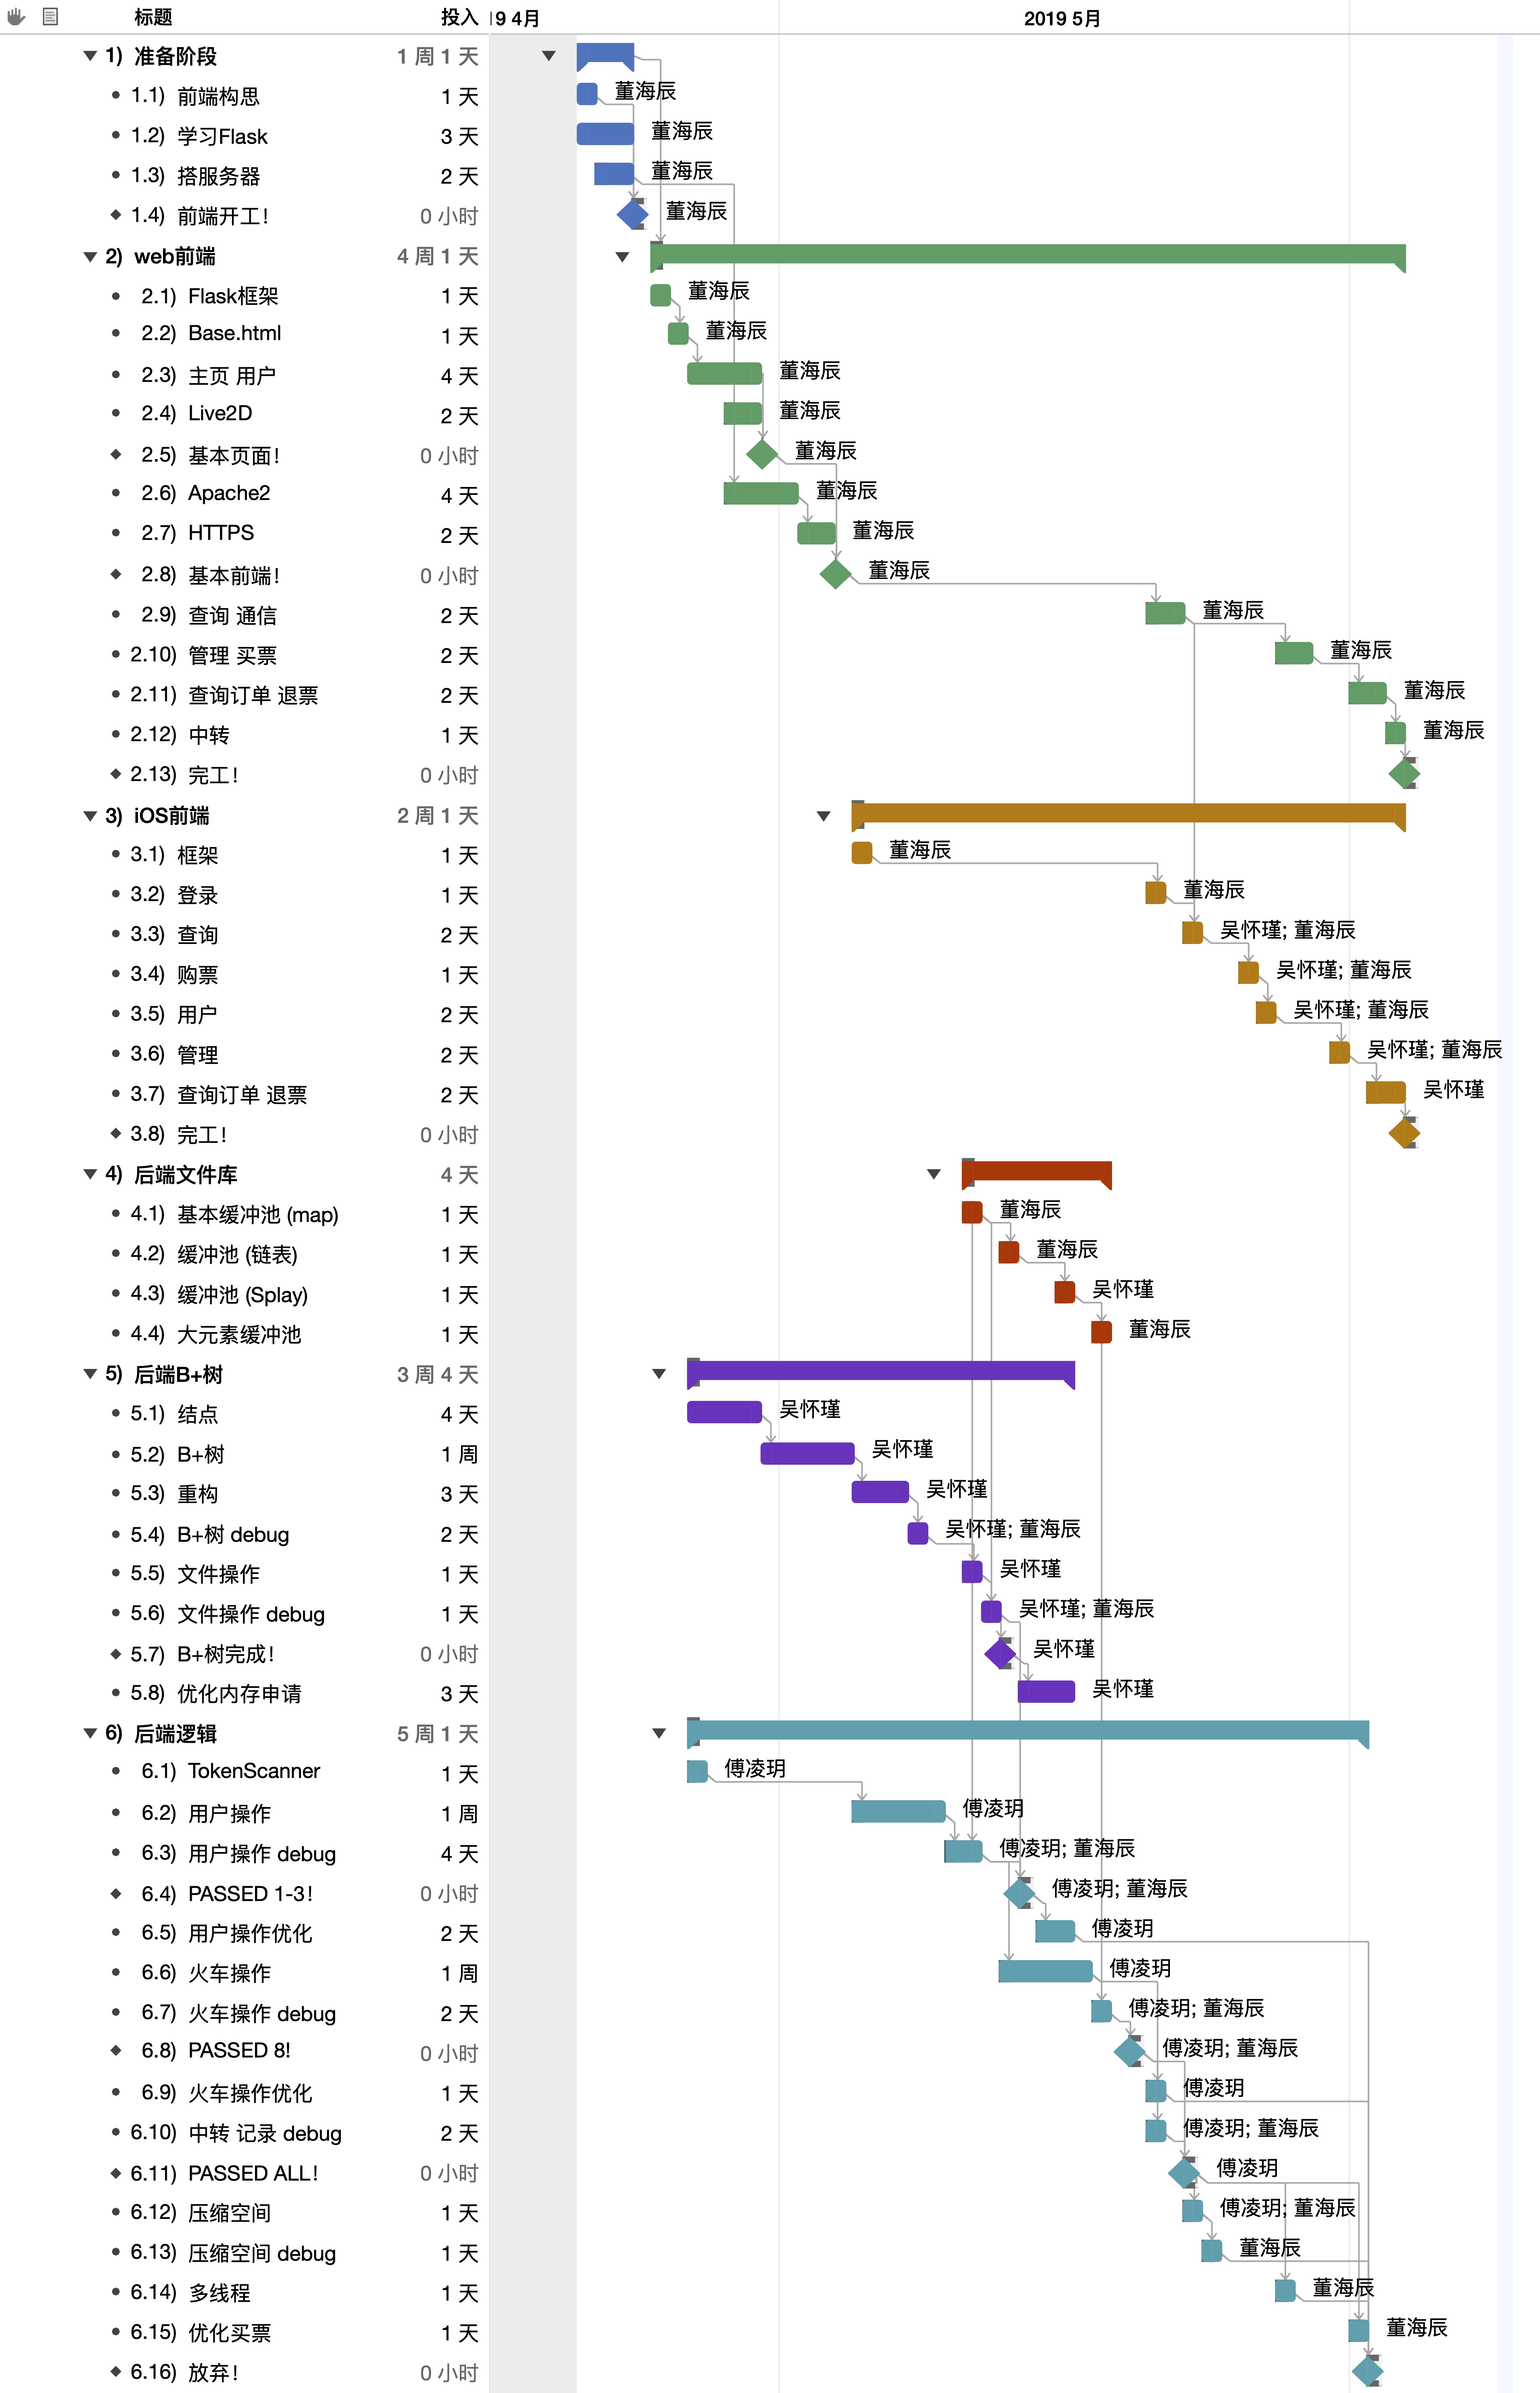 标题 投入 9 4月 2019 5月
1) 准备阶段 1 周 1 天
1.1) 前端构思 1 天 董海辰
1.2) 学习Flask 3 天 董海辰
1.3) 搭服务器 2 天 董海辰
1.4) 前端开工! 0 小时 董海辰
2) web前端 4 周 1 天
2.1) Flask框架 1 天 董海辰
2.2) Base.html 1 天 董海辰
2.3) 主页 用户 4 天 董海辰
2.4) Live2D 2 天 董海辰
2.5) 基本页面! 0 小时 董海辰
2.6) Apache2 4 天 董海辰
2.7) HTTPS 2 天 董海辰
2.8) 基本前端! 0 小时 董海辰
2.9) 查询 通信 2 天 董海辰
2.10) 管理 买票 2 天 董海辰
2.11) 查询订单 退票 2 天 董海辰
2.12) 中转 1 天 董海辰
2.13) 完工! 0 小时
3) iOS前端 2 周 1 天
3.1) 框架 1 天 董海辰
3.2) 登录 1 天 董海辰
3.3) 查询 2 天 吴怀瑾; 董海辰
3.4) 购票 1 天 吴怀瑾; 董海辰
3.5) 用户 2 天 吴怀瑾; 董海辰
3.6) 管理 2 天 吴怀瑾; 董海辰
3.7) 查询订单 退票 2 天 吴怀瑾
3.8) 完工! 0 小时
4) 后端文件库 4 天
4.1) 基本缓冲池 (map) 1 天 董海辰
4.2) 缓冲池 (链表) 1 天 董海辰
4.3) 缓冲池 (Splay) 1 天 吴怀瑾
4.4) 大元素缓冲池 1 天 董海辰
5) 后端B+树 3 周 4 天
5.1) 结点 4 天 吴怀瑾
5.2) B+树 1 周 吴怀瑾
5.3) 重构 3 天 吴怀瑾
5.4) B+树 debug 2 天 吴怀瑾; 董海辰
5.5) 文件操作 1 天 吴怀瑾
5.6) 文件操作 debug 1 天 吴怀瑾; 董海辰
5.7) B+树完成! 0 小时 吴怀瑾
5.8) 优化内存申请 3 天 吴怀瑾
6) 后端逻辑 5 周 1 天
6.1) TokenScanner 1 天 傅凌玥
6.2) 用户操作 1 周 傅凌玥
6.3) 用户操作 debug 4 天 傅凌玥; 董海辰
6.4) PASSED 1-3! 0 小时 傅凌玥; 董海辰
6.5) 用户操作优化 2 天 傅凌玥
6.6) 火车操作 1 周 傅凌玥
6.7) 火车操作 debug 2 天 傅凌玥; 董海辰
6.8) PASSED 8! 0 小时 傅凌玥; 董海辰
6.9) 火车操作优化 1 天 傅凌玥
6.10) 中转 记录 debug 2 天 傅凌玥; 董海辰
6.11) PASSED ALL! 0 小时 傅凌玥
6.12) 压缩空间 1 天 傅凌玥; 董海辰
6.13) 压缩空间 debug 1 天 董海辰
6.14) 多线程 1 天 董海辰
6.15) 优化买票 1 天 董海辰
6.16) 放弃! 0 小时